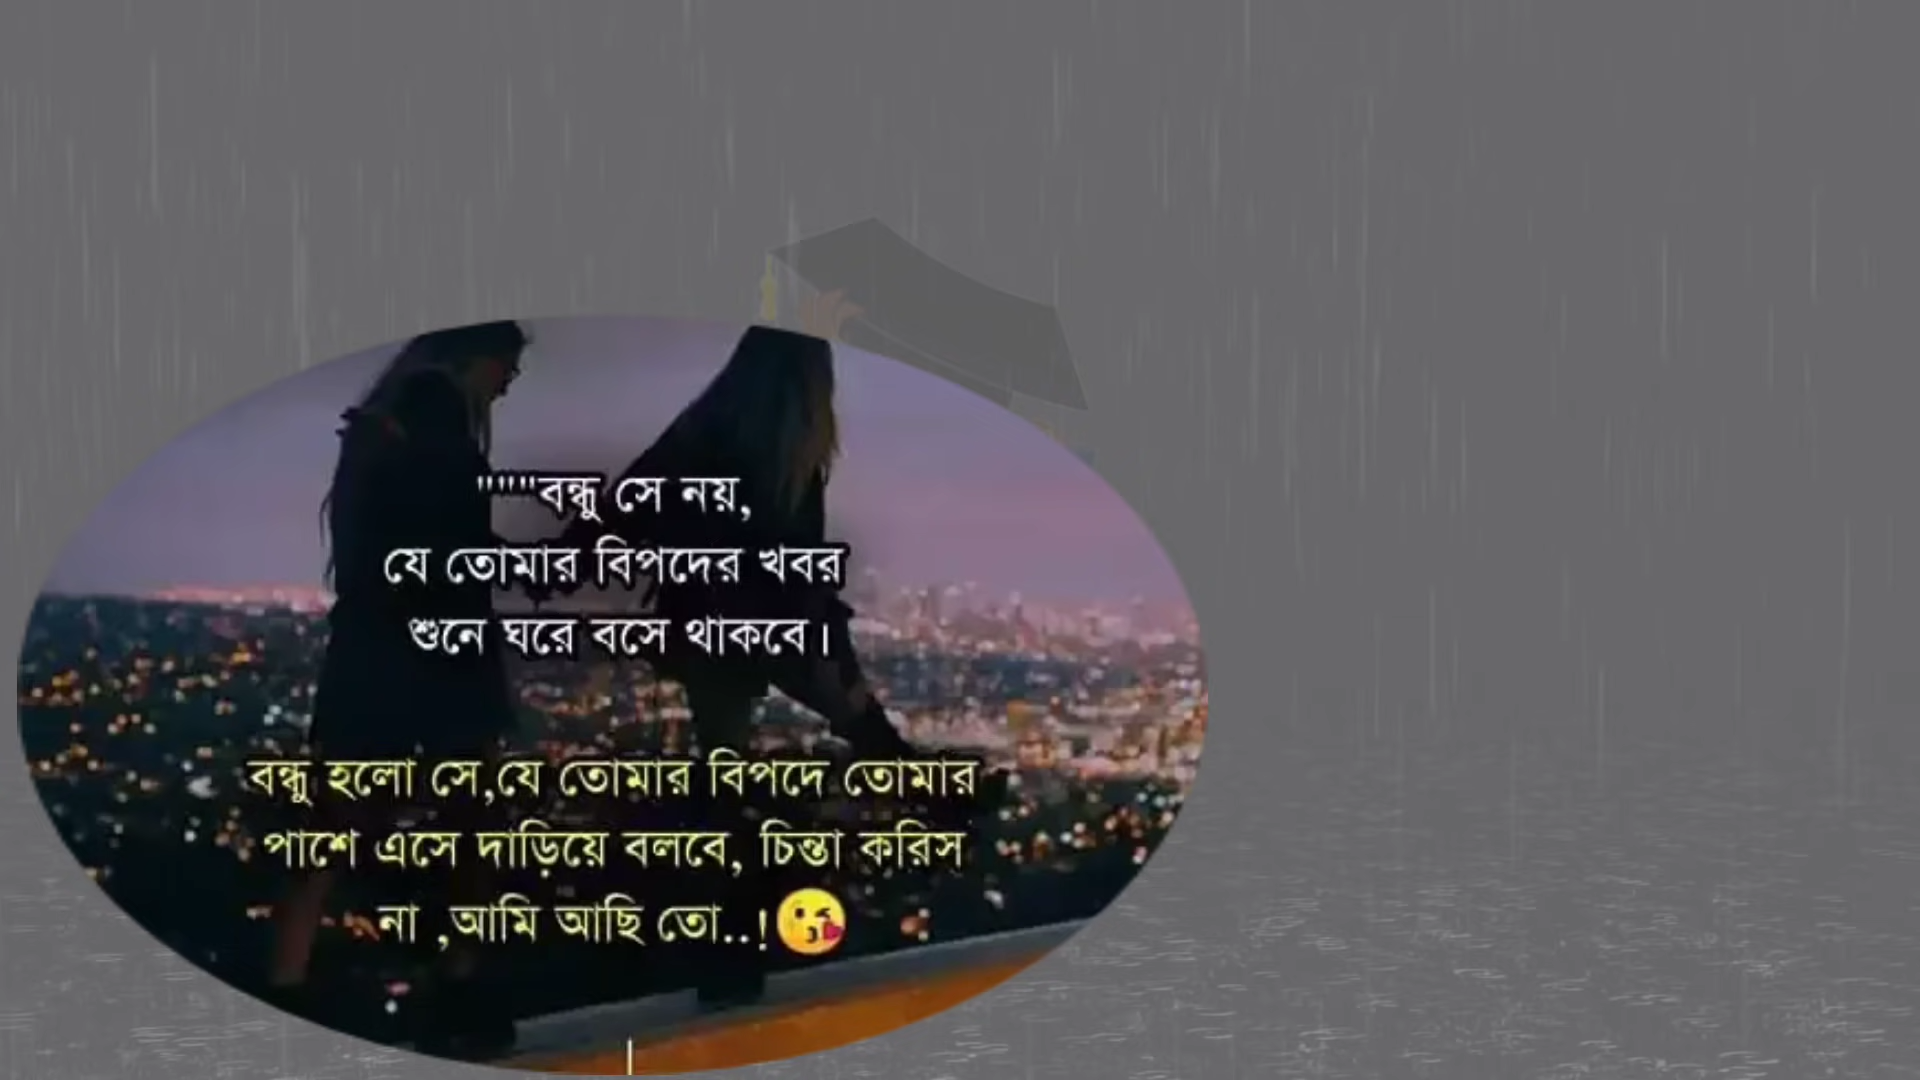 """"বন্ধু সে নয়,
যে তোমার বিপদের খবর
শুনে ঘরে বসে থাকবে।
বন্ধু হলো সে,যে তোমার বিপদে তোমার
পাশে এসে দাড়িয়ে বলবে, চিন্তা করিস
না ,আমি আছি তো..!😘